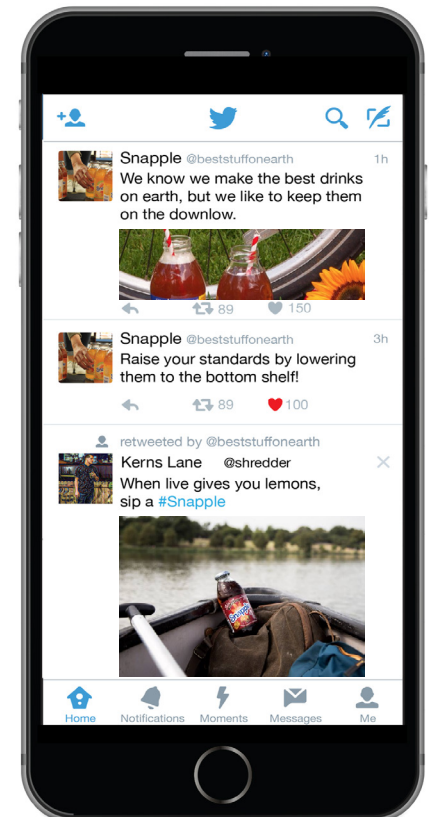 Snapple @beststuffonearth 1h
We know we make the best drinks
on earth, but we like to keep them
on the downlow.
89 150
Snapple @beststuffonearth 3h
Raise your standards by lowering
them to the bottom shelf!
89 100
retweeted by @beststuffonearth
Kerns Lane @shredder
When live gives you lemons,
sip a #Snapple
Snapple
Home Notifications Moments Messages Me